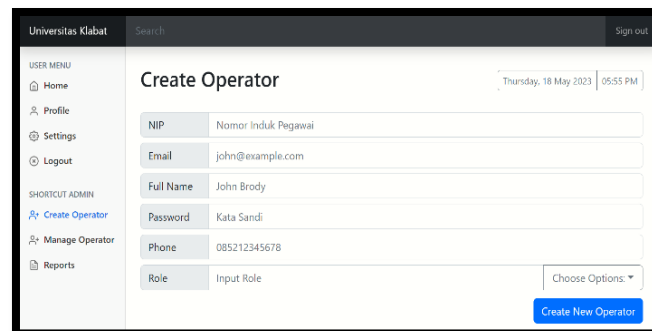 Universitas Klabat
Search
Sign out
USER MENU
Home
Profile
Settings
Logout
SHORTCUT ADMIN
Create Operator
Manage Operator
Reports
Create Operator
Thursday, 18 May 2023 05:55 PM
NIP Nomor Induk Pegawai
Email john@example.com
Full Name John Brody
Password Kata Sandi
Phone 085212345678
Role Input Role Choose Options:
Create New Operator